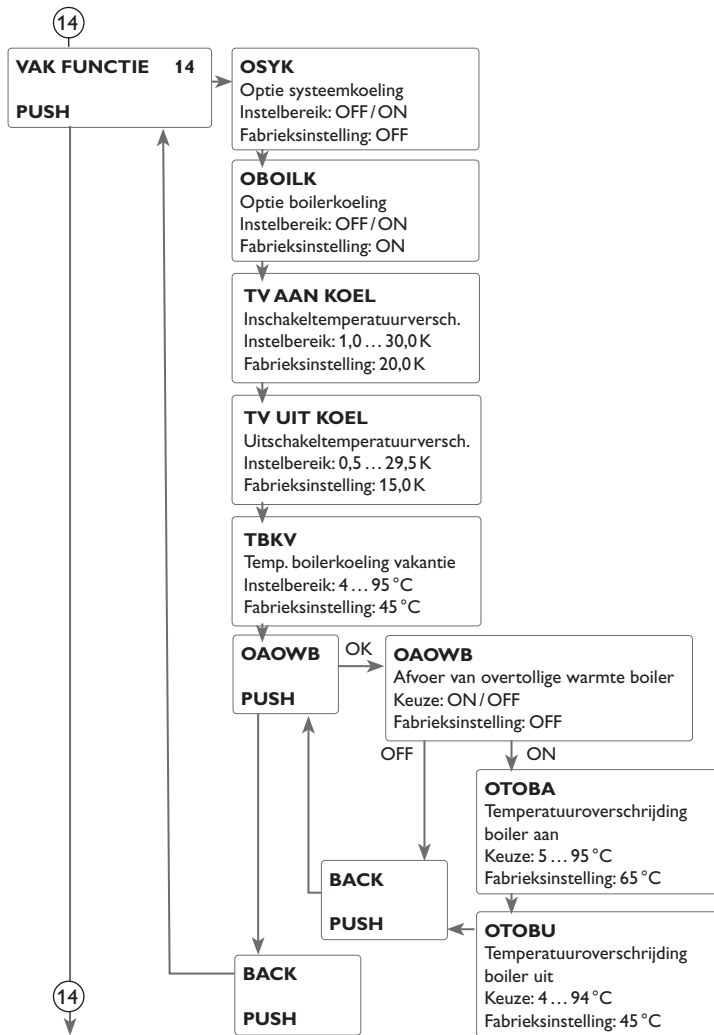 14
VAK FUNCTIE 14
PUSH
OSYK
Optie systeemkoeling
Instelbereik: OFF / ON
Fabrieksinstelling: OFF
OBOILK
Optie boilerkoeling
Instelbereik: OFF / ON
Fabrieksinstelling: ON
TV AAN KOEL
Inschakeltemperatuurversch.
Instelbereik: 1,0 … 30,0 K
Fabrieksinstelling: 20,0 K
TV UIT KOEL
Uitschakeltemperatuurversch.
Instelbereik: 0,5 … 29,5 K
Fabrieksinstelling: 15,0 K
TBKV
Temp. boilerkoeling vakantie
Instelbereik: 4 … 95 °C
Fabrieksinstelling: 45 °C
OAOWB
PUSH
OK
OAOWB
Afvoer van overtollige warmte boiler
Keuze: ON / OFF
Fabrieksinstelling: OFF
OFF
ON
OTOBA
Temperatuuroverschrijding
boiler aan
Keuze: 5 … 95 °C
Fabrieksinstelling: 65 °C
BACK
PUSH
OTOBU
Temperatuuroverschrijding
boiler uit
Keuze: 4 … 94 °C
Fabrieksinstelling: 45 °C
BACK
PUSH
14